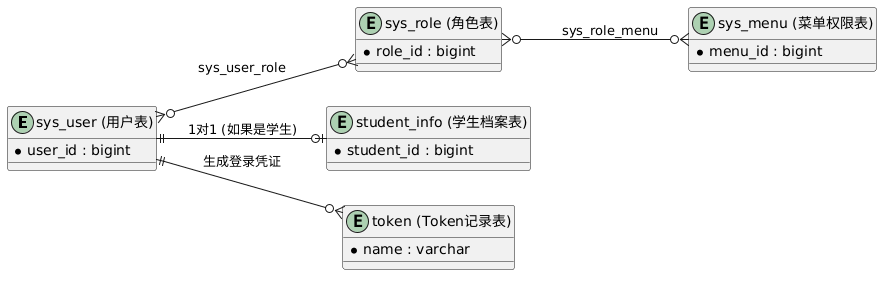 E sys_role (角色表)
* role_id : bigint
sys_role_menu
E sys_menu (菜单权限表)
* menu_id : bigint
sys_user_role
E sys_user (用户表)
* user_id : bigint
1对1 (如果是学生)
E student_info (学生档案表)
* student_id : bigint
生成登录凭证
E token (Token记录表)
* name : varchar